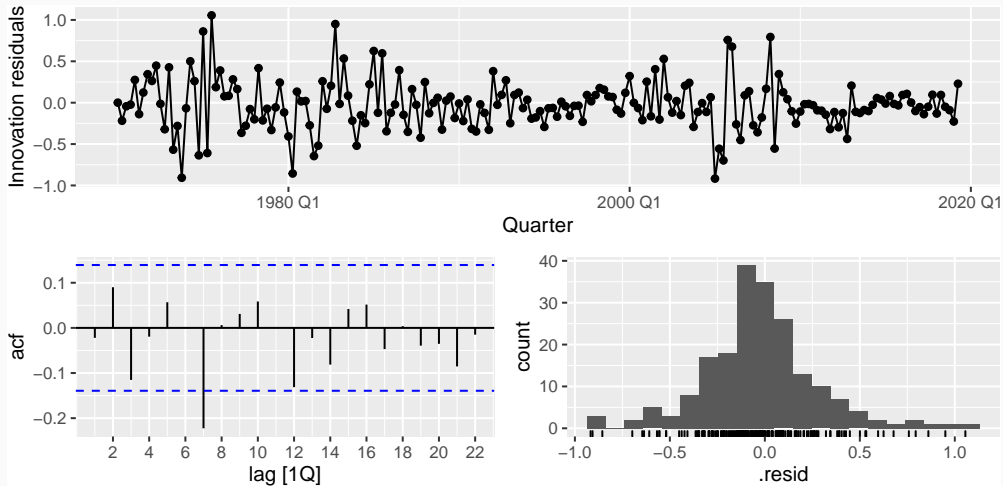 Innovation residuals
1.0
0.5
0.0
−0.5
−1.0
1980 Q1 2000 Q1 2020 Q1
Quarter
acf
0.1
0.0
−0.1
−0.2
2 4 6 8 10 12 14 16 18 20 22
lag [1Q]
count
40
30
20
10
0
−1.0 −0.5 0.0 0.5 1.0
.resid